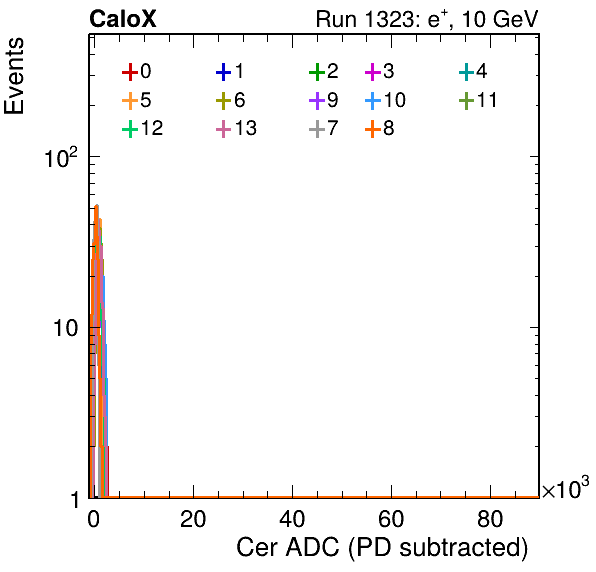 CaloX Run 1323: e⁺, 10 GeV
Events
0 1 2 3 4
5 6 9 10 11
12 13 7 8
10²
10
1
0 20 40 60 80 ×10³
Cer ADC (PD subtracted)